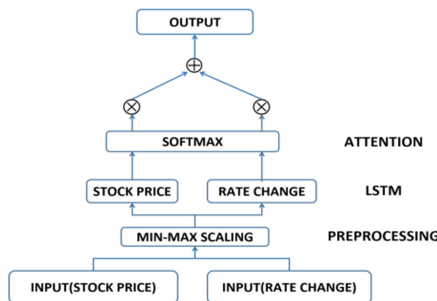 OUTPUT
SOFTMAX
ATTENTION
STOCK PRICE
RATE CHANGE
LSTM
MIN-MAX SCALING
PREPROCESSING
INPUT(STOCK PRICE)
INPUT(RATE CHANGE)